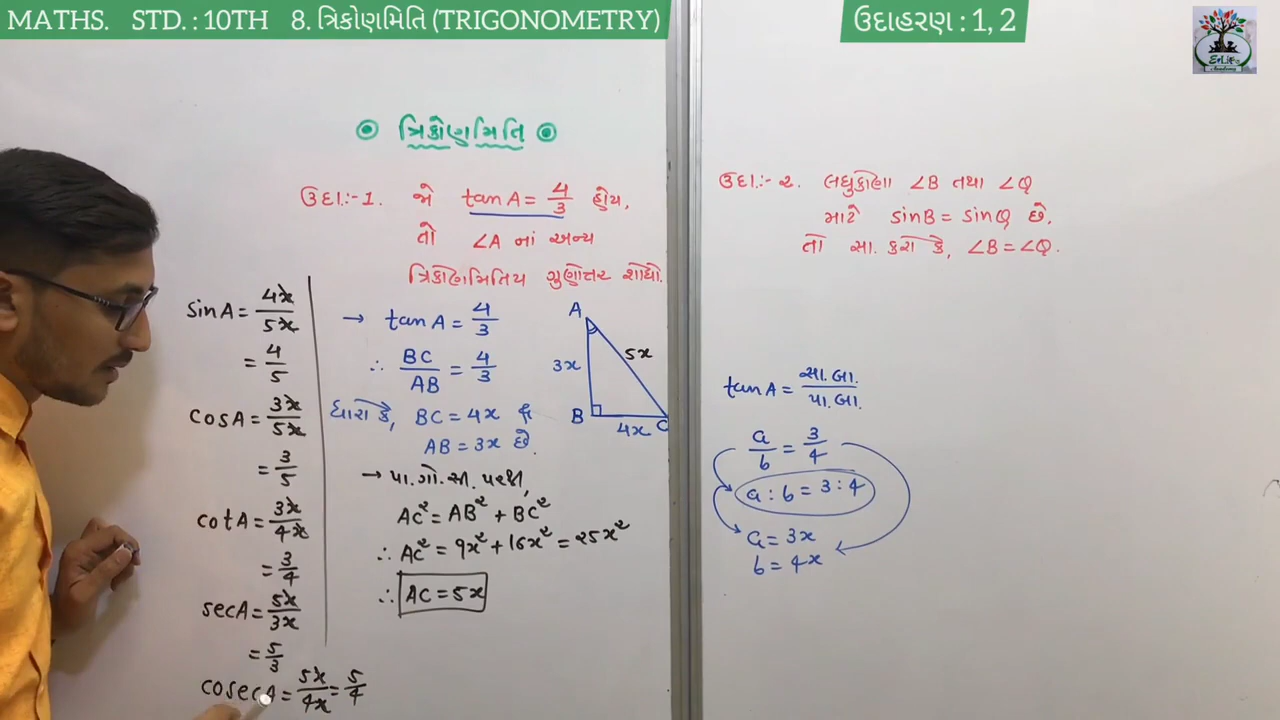 MATHS. STD. : 10TH 8. ત્રિકોણમિતિ (TRIGONOMETRY)
ઉદાહરણ : 1, 2
ErLife
Academy
ત્રિકોણમિતિ
ઉદા.:- 1. જો tan A = 4/3 હોય,
તો ∠A નાં અન્ય
ત્રિકોણમિતિય ગુણોત્તર શોધો.
sin A = 4x/5x
= 4/5
cos A = 3x/5x
= 3/5
cot A = 3x/4x
= 3/4
sec A = 5x/3x
= 5/3
cosec A = 5x/4x = 5/4
→ tan A = 4/3
∴ BC/AB = 4/3
ધારો કે, BC = 4x &
AB = 3x છે.
→ પા. ગો. સી. પરથી,
AC² = AB² + BC²
∴ AC² = 9x² + 16x² = 25x²
∴ AC = 5x
A
3x
5x
B
4x
C
ઉદા.:- ૨. લઘુકોણો ∠B તથા ∠Q
માટે sin B = sin Q છે,
તો સા. કરો કે, ∠B = ∠Q.
tan A = સા. બા./પા. બા.
a/b = 3/4
a : b = 3 : 4
a = 3x
b = 4x